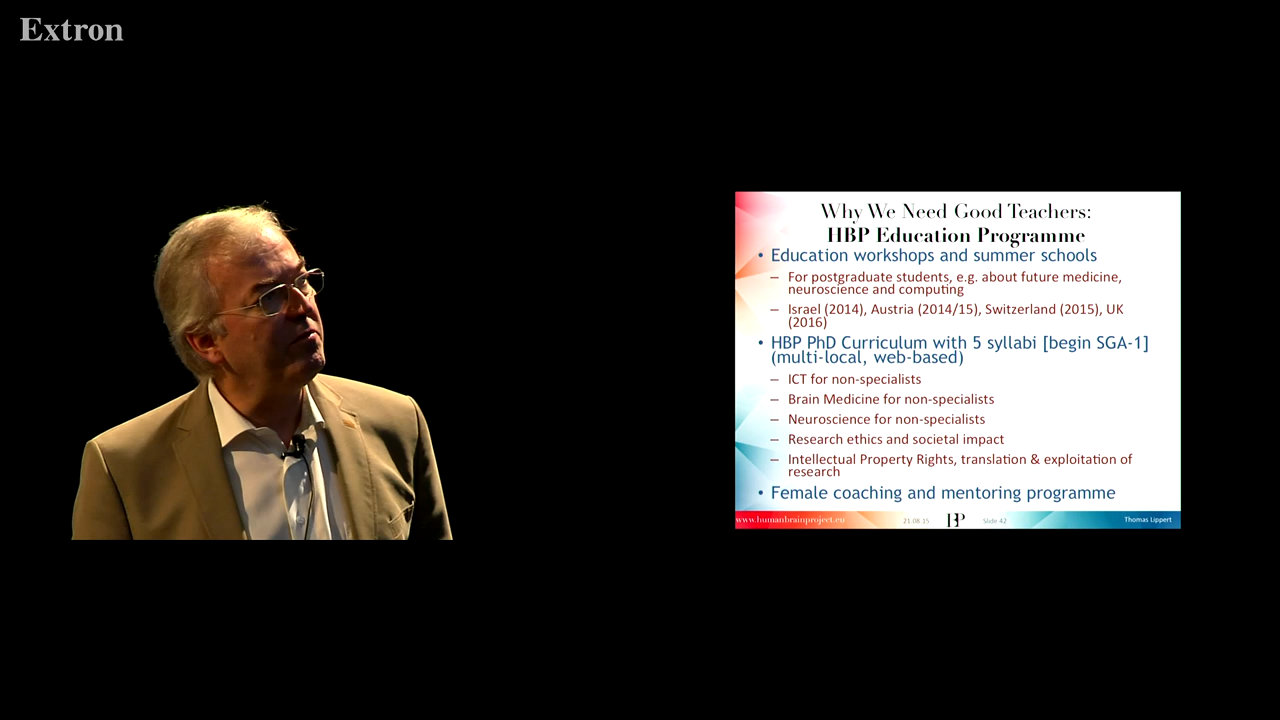 Extron
Why We Need Good Teachers:
HBP Education Programme
• Education workshops and summer schools
– For postgraduate students, e.g. about future medicine,
neuroscience and computing
– Israel (2014), Austria (2014/15), Switzerland (2015), UK
(2016)
• HBP PhD Curriculum with 5 syllabi [begin SGA-1]
(multi-local, web-based)
– ICT for non-specialists
– Brain Medicine for non-specialists
– Neuroscience for non-specialists
– Research ethics and societal impact
– Intellectual Property Rights, translation & exploitation of
research
• Female coaching and mentoring programme
www.humanbrainproject.eu 21.08.15 HBP Slide 42 Thomas Lippert